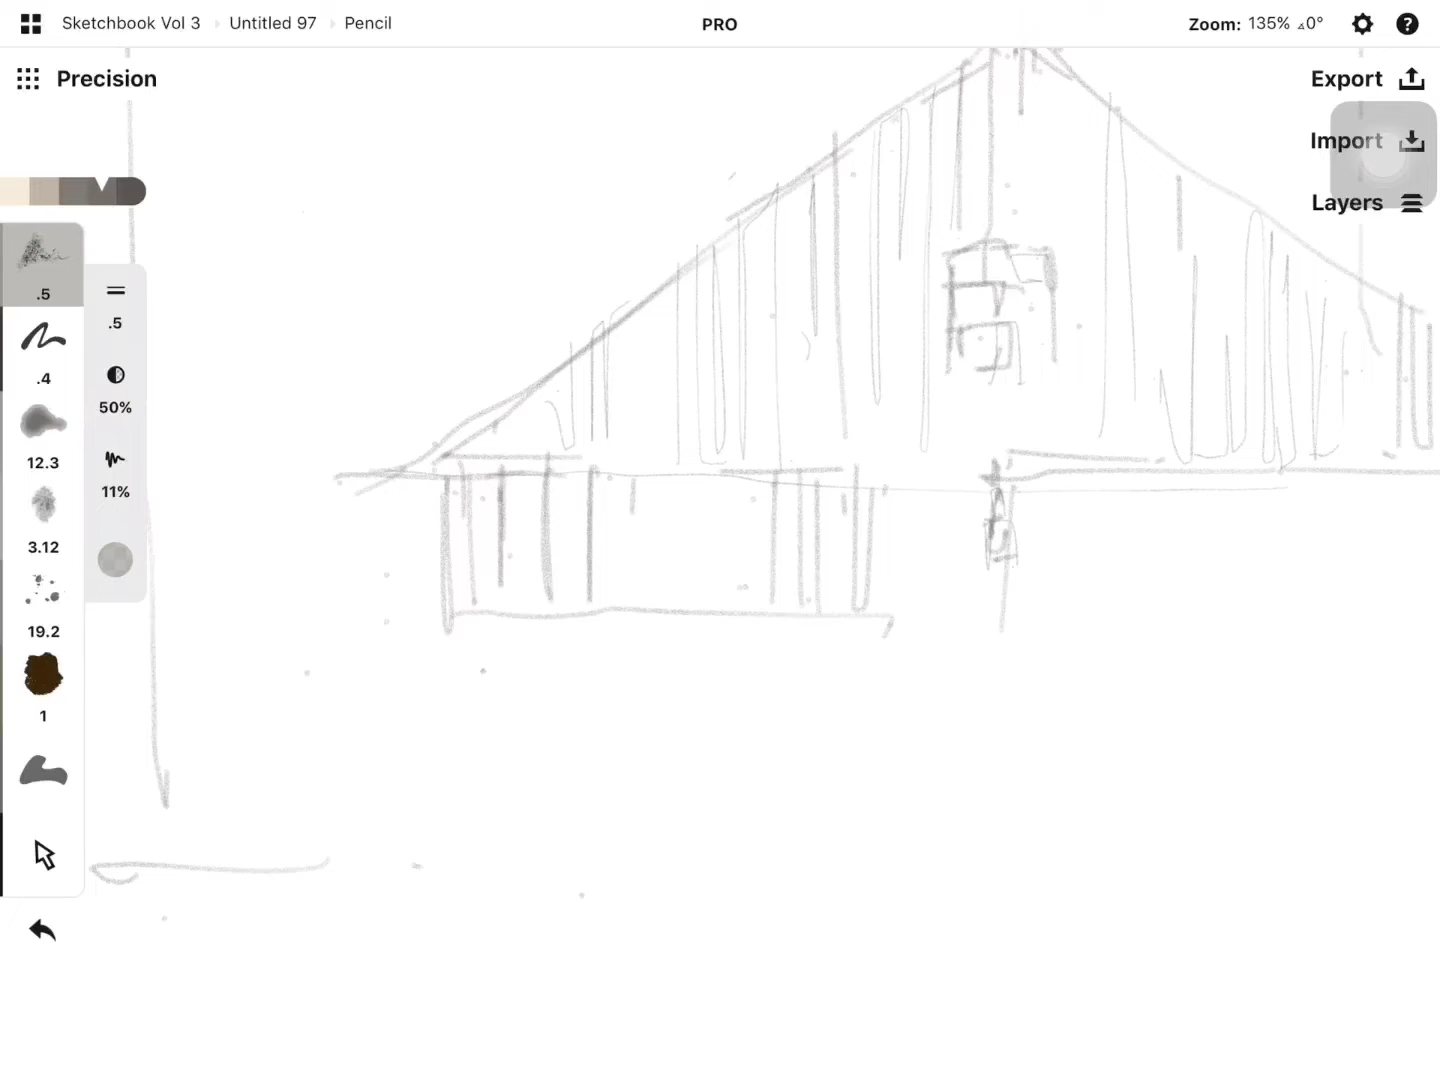 Sketchbook Vol 3 Untitled 97 Pencil PRO Zoom: 135% ⊿0°
Precision
Export
Import
Layers
.5
.4
12.3
3.12
19.2
1
.5
50%
11%